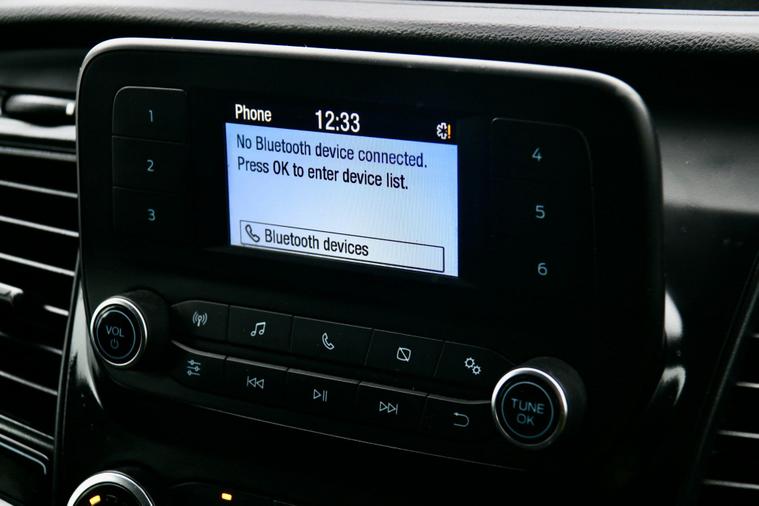 Phone 12:33
No Bluetooth device connected.
Press OK to enter device list.
Bluetooth devices
1
2
3
4
5
6
VOL
TUNE
OK